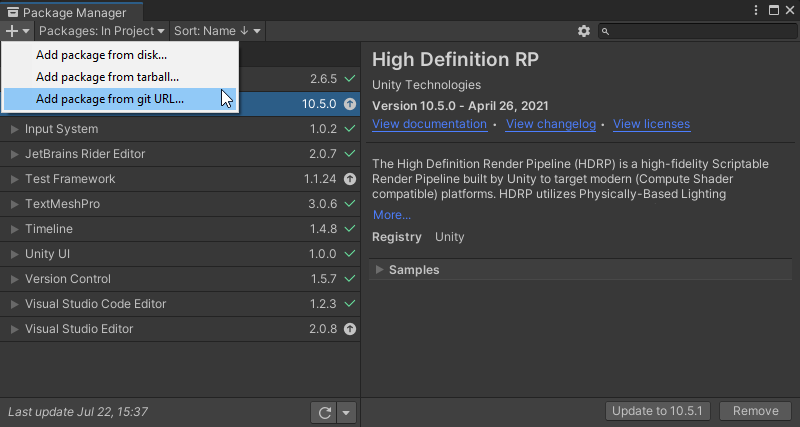 Package Manager
Packages: In Project
Sort: Name ↓
Add package from disk...
Add package from tarball...
Add package from git URL...
2.6.5
10.5.0
Input System 1.0.2
JetBrains Rider Editor 2.0.7
Test Framework 1.1.24
TextMeshPro 3.0.6
Timeline 1.4.8
Unity UI 1.0.0
Version Control 1.5.7
Visual Studio Code Editor 1.2.3
Visual Studio Editor 2.0.8
Last update Jul 22, 15:37
High Definition RP
Unity Technologies
Version 10.5.0 - April 26, 2021
View documentation • View changelog • View licenses
The High Definition Render Pipeline (HDRP) is a high-fidelity Scriptable
Render Pipeline built by Unity to target modern (Compute Shader
compatible) platforms. HDRP utilizes Physically-Based Lighting
More...
Registry Unity
Samples
Update to 10.5.1
Remove